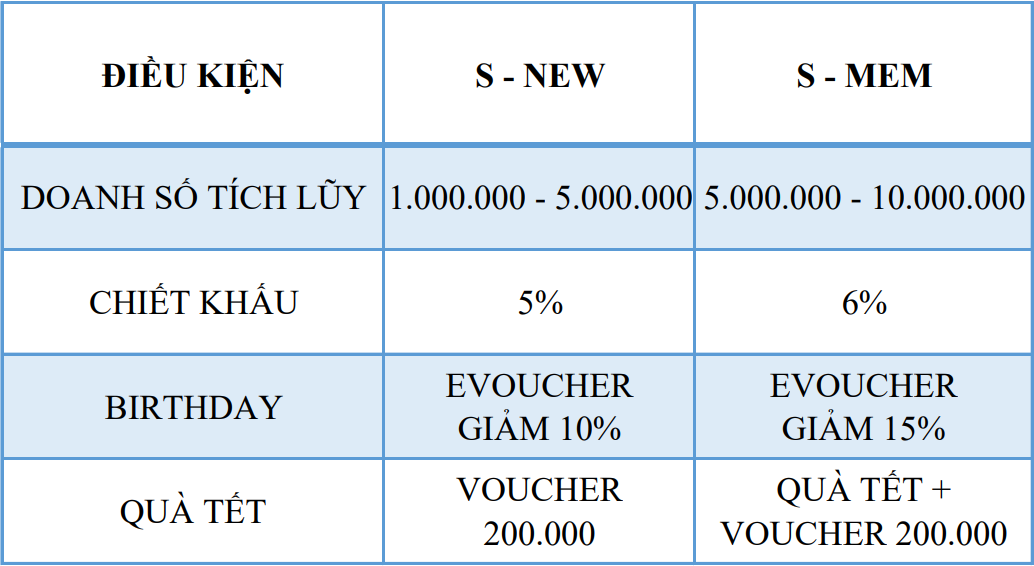 ĐIỀU KIỆN S - NEW S - MEM
DOANH SỐ TÍCH LŨY 1.000.000 - 5.000.000 5.000.000 - 10.000.000
CHIẾT KHẤU 5% 6%
BIRTHDAY
EVOUCHER
GIẢM 10%
EVOUCHER
GIẢM 15%
QUÀ TẾT
VOUCHER
200.000
QUÀ TẾT +
VOUCHER 200.000